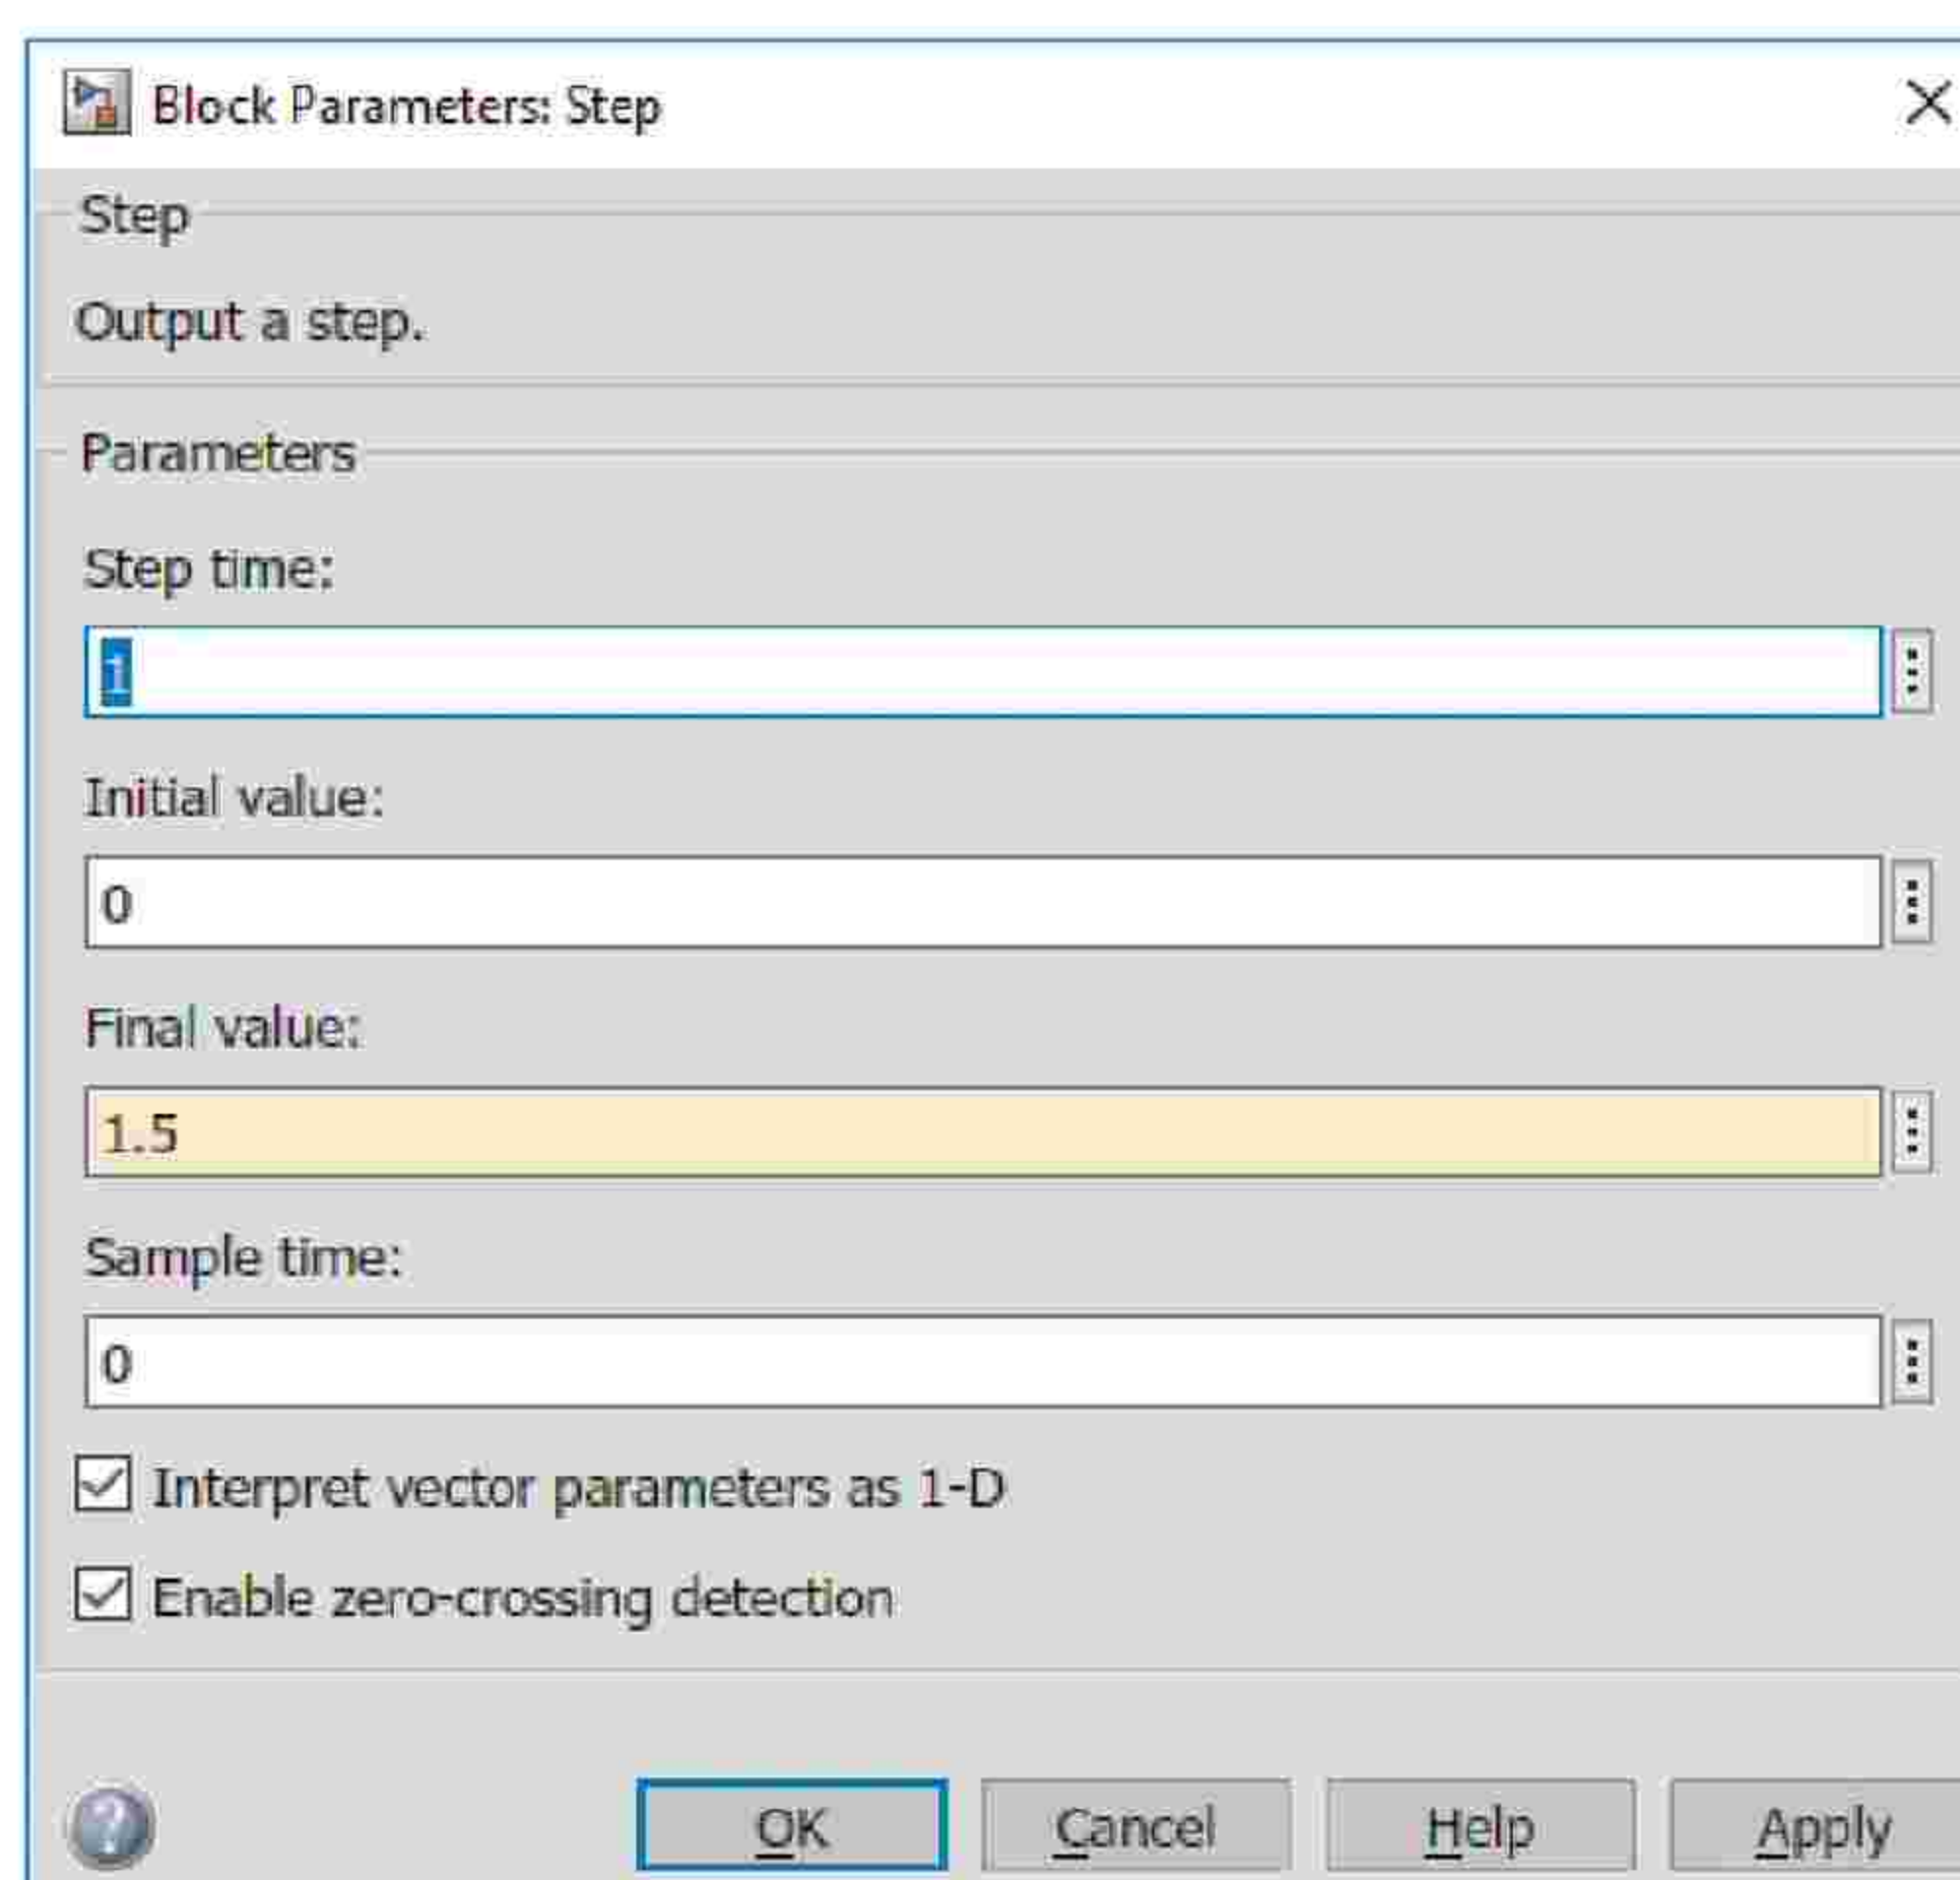 Block Parameters: Step
Step
Output a step.
Parameters
Step time:
1
Initial value:
0
Final value:
1.5
Sample time:
0
Interpret vector parameters as 1-D
Enable zero-crossing detection
? OK Cancel Help Apply